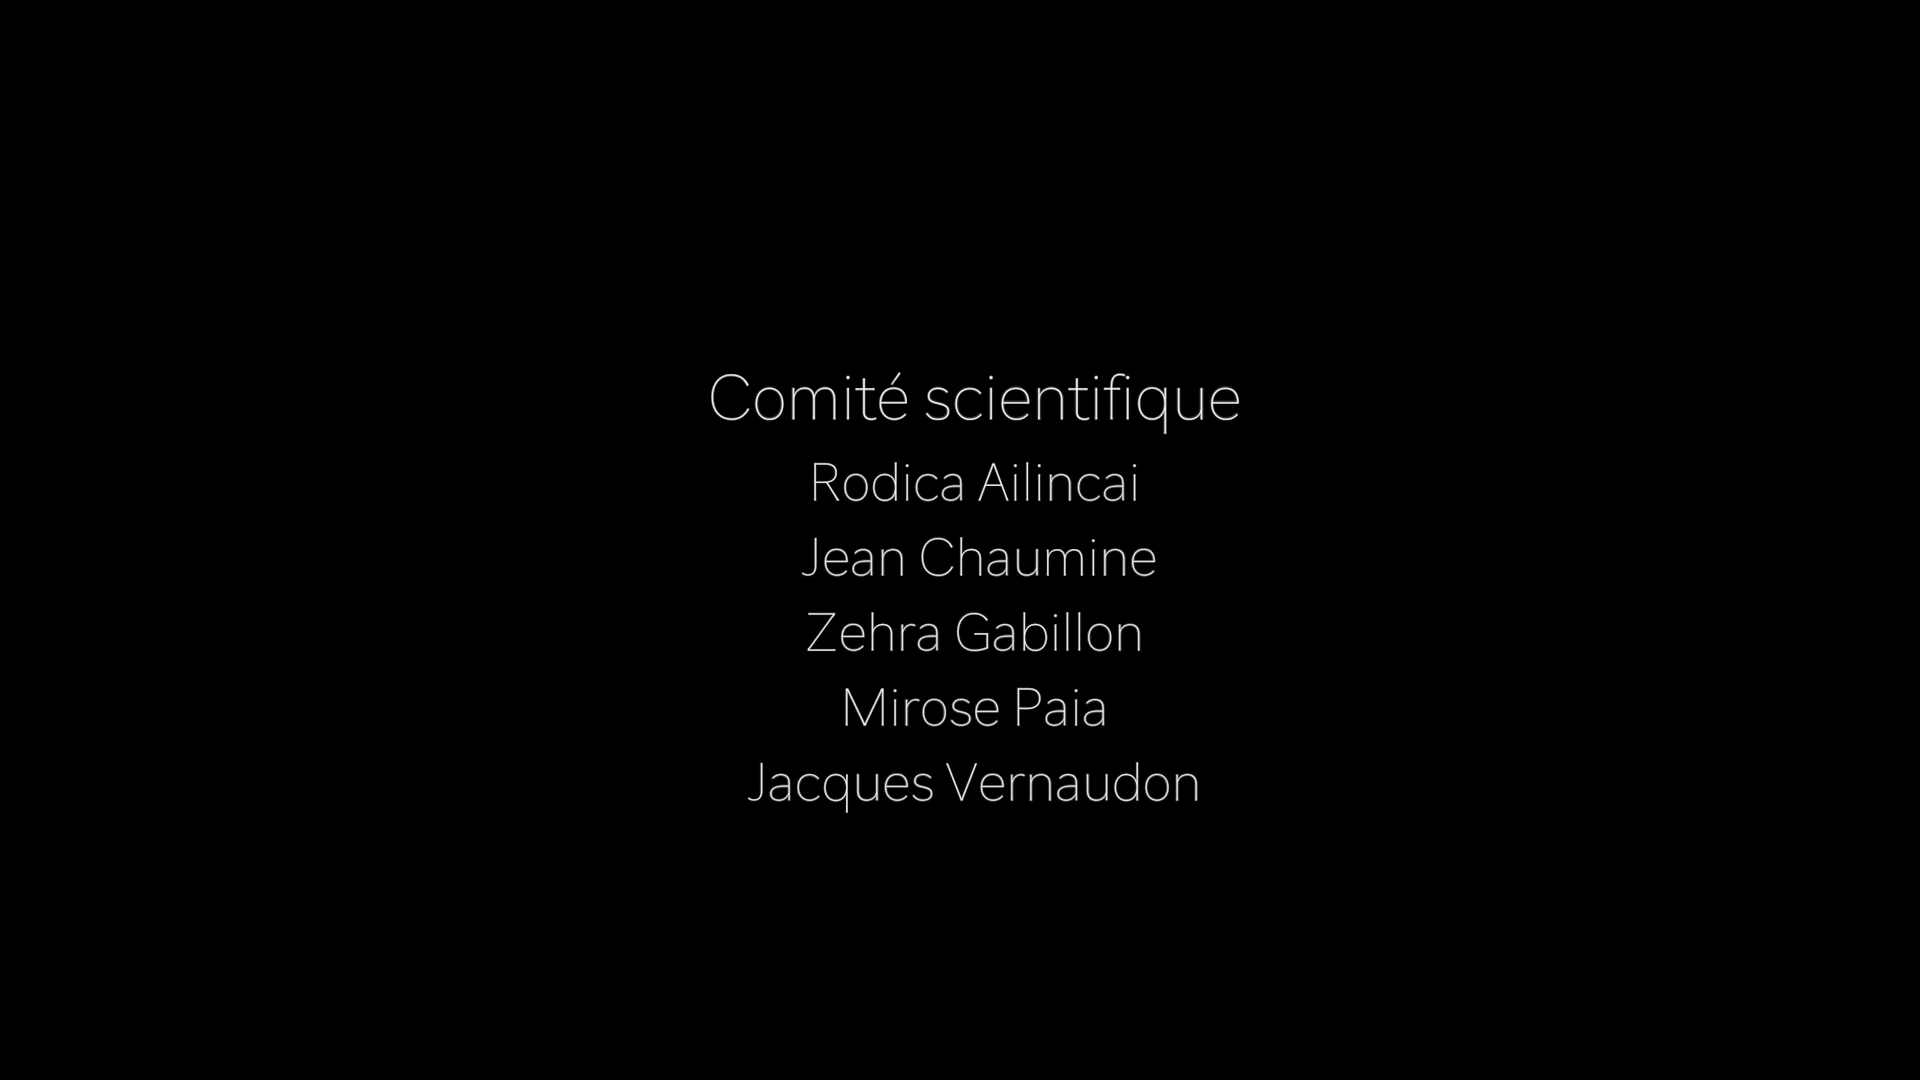 Comité scientifique
Rodica Ailincai
Jean Chaumine
Zehra Gabillon
Mirose Paia
Jacques Vernaudon